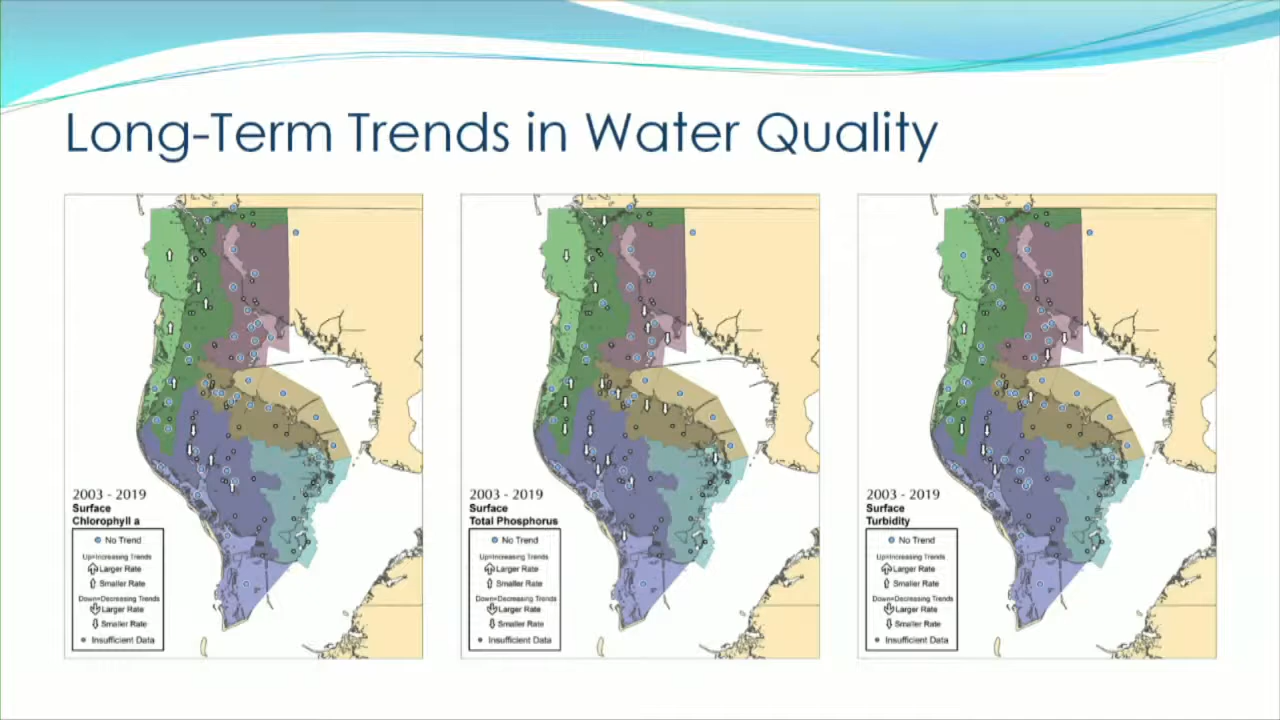 Long-Term Trends in Water Quality
2003 - 2019
Surface
Chlorophyll a
No Trend
Up=Increasing Trends
Larger Rate
Smaller Rate
Down=Decreasing Trends
Larger Rate
Smaller Rate
Insufficient Data
2003 - 2019
Surface
Total Phosphorus
No Trend
Up=Increasing Trends
Larger Rate
Smaller Rate
Down=Decreasing Trends
Larger Rate
Smaller Rate
Insufficient Data
2003 - 2019
Surface
Turbidity
No Trend
Up=Increasing Trends
Larger Rate
Smaller Rate
Down=Decreasing Trends
Larger Rate
Smaller Rate
Insufficient Data